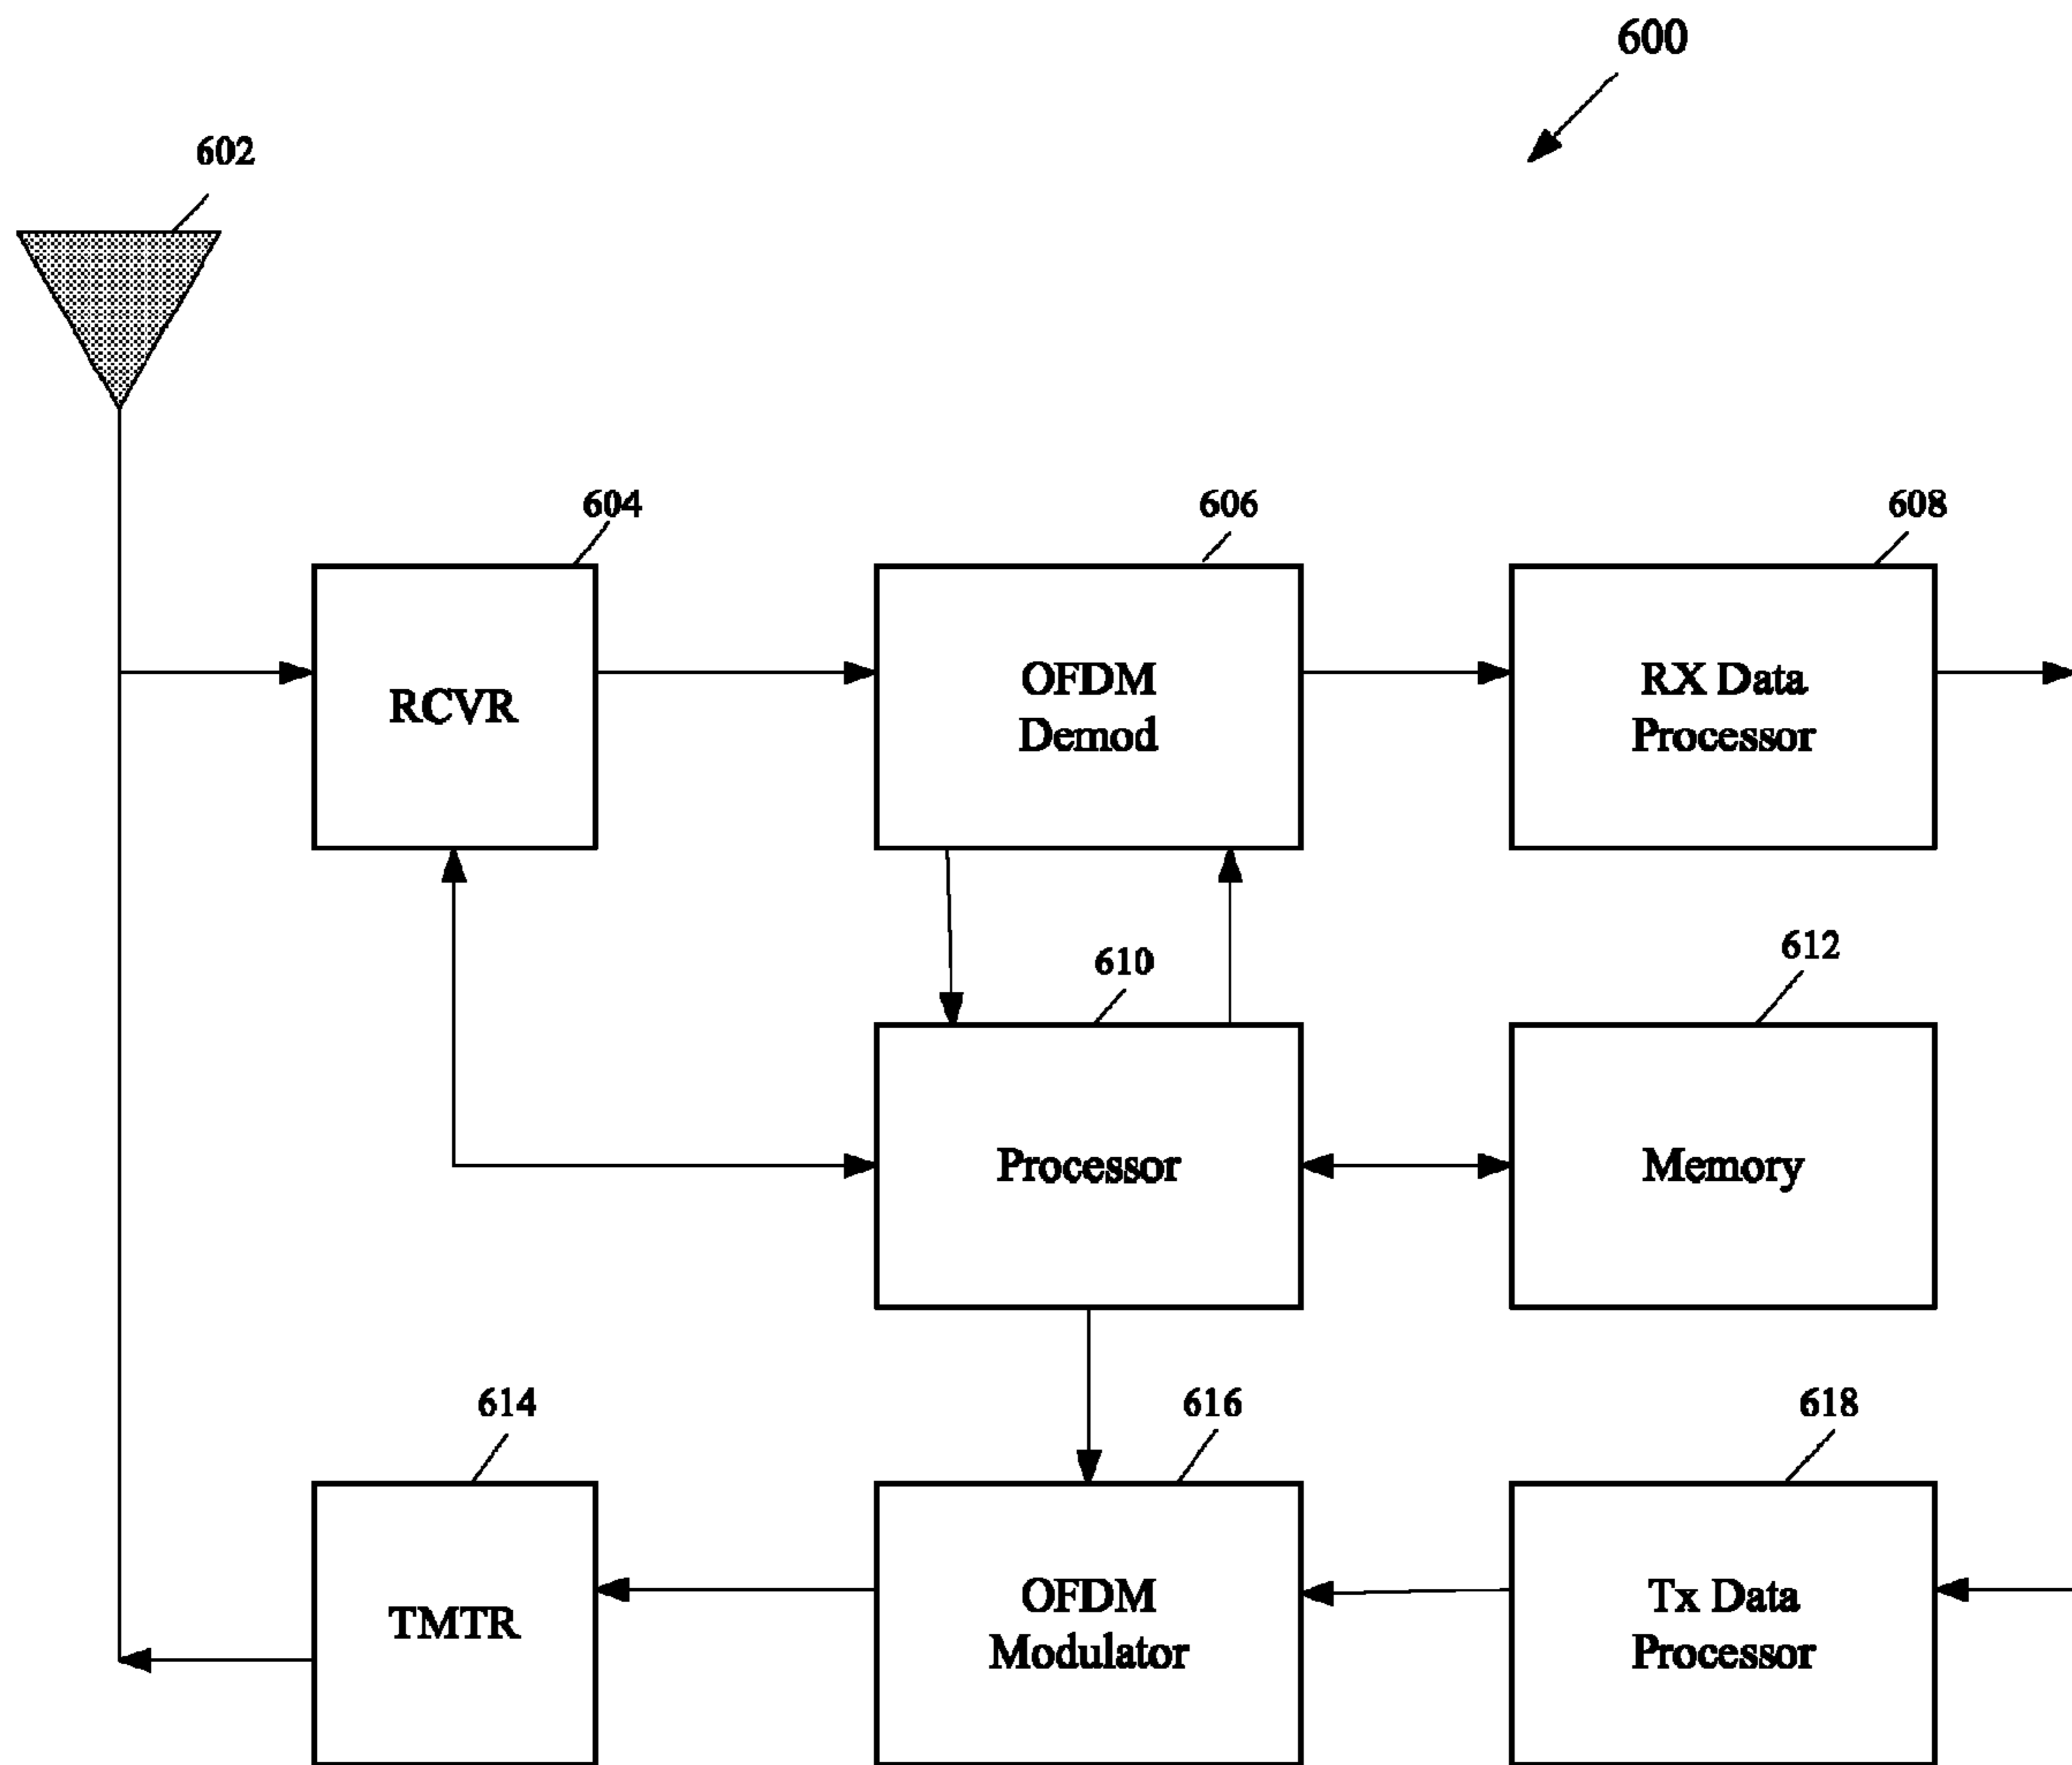 600
602
604
606
608
RCVR
OFDM
Demod
RX Data
Processor
610
612
Processor
Memory
614
616
618
TMTR
OFDM
Modulator
Tx Data
Processor